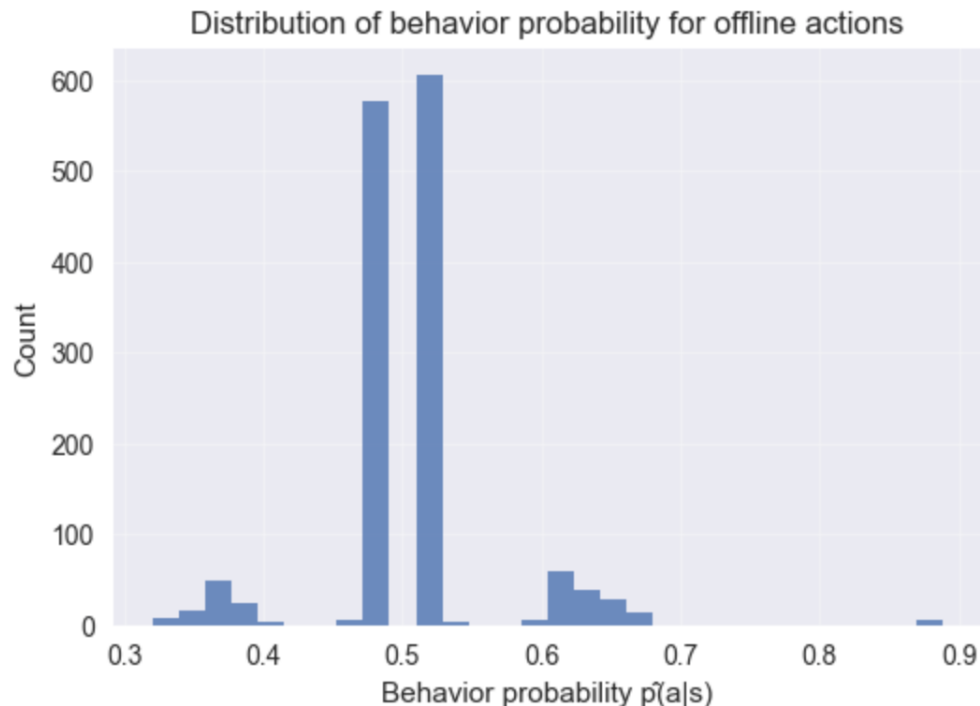 Distribution of behavior probability for offline actions
600
500
400
300
200
100
0
Count
0.3 0.4 0.5 0.6 0.7 0.8 0.9
Behavior probability p̂(a|s)